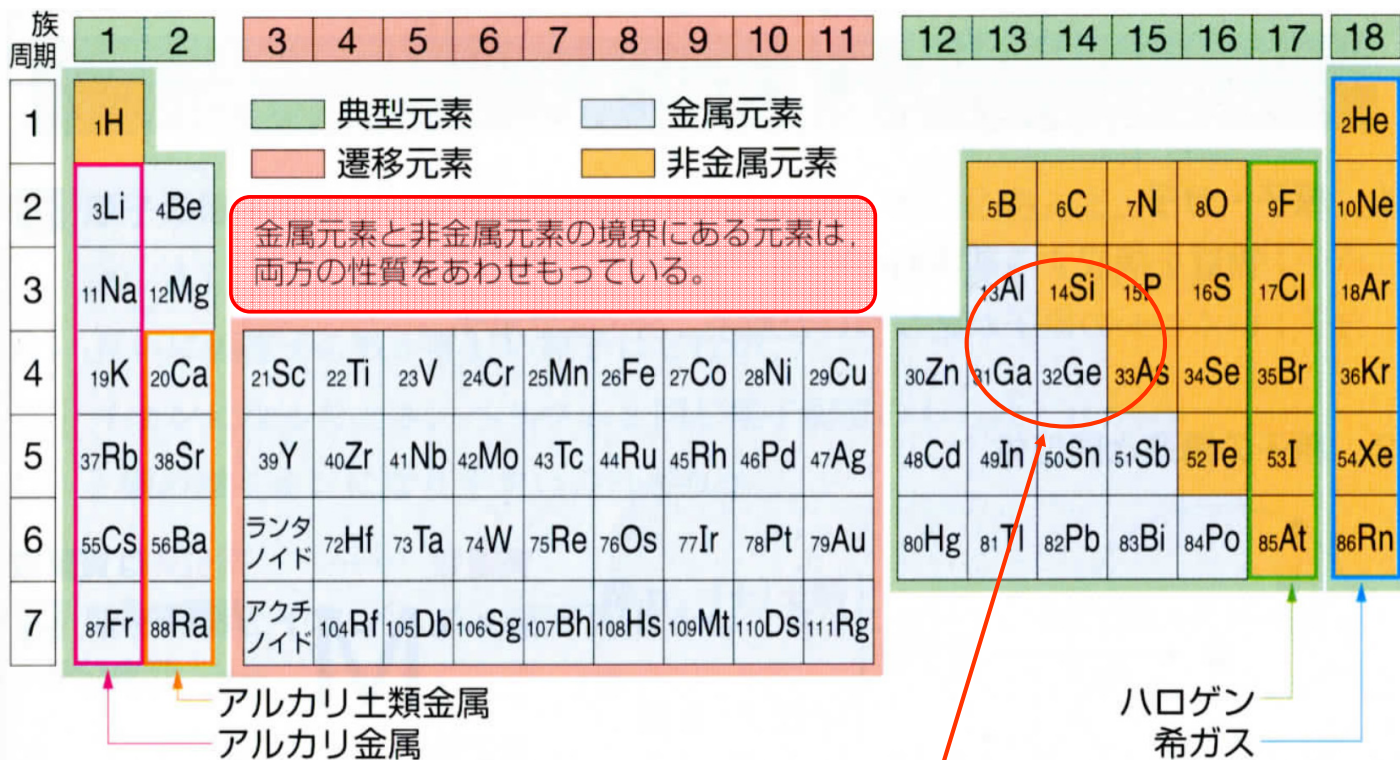 族 1 2 3 4 5 6 7 8 9 10 11 12 13 14 15 16 17 18
周期
1 1H 典型元素 金属元素 2He
遷移元素 非金属元素
2 3Li 4Be 5B 6C 7N 8O 9F 10Ne
金属元素と非金属元素の境界にある元素は,
両方の性質をあわせもっている。
3 11Na 12Mg 13Al 14Si 15P 16S 17Cl 18Ar
4 19K 20Ca 21Sc 22Ti 23V 24Cr 25Mn 26Fe 27Co 28Ni 29Cu 30Zn 31Ga 32Ge 33As 34Se 35Br 36Kr
5 37Rb 38Sr 39Y 40Zr 41Nb 42Mo 43Tc 44Ru 45Rh 46Pd 47Ag 48Cd 49In 50Sn 51Sb 52Te 53I 54Xe
6 55Cs 56Ba ランタ
ノイド 72Hf 73Ta 74W 75Re 76Os 77Ir 78Pt 79Au 80Hg 81Tl 82Pb 83Bi 84Po 85At 86Rn
7 87Fr 88Ra アクチ
ノイド 104Rf 105Db 106Sg 107Bh 108Hs 109Mt 110Ds 111Rg
アルカリ土類金属 ハロゲン
アルカリ金属 希ガス